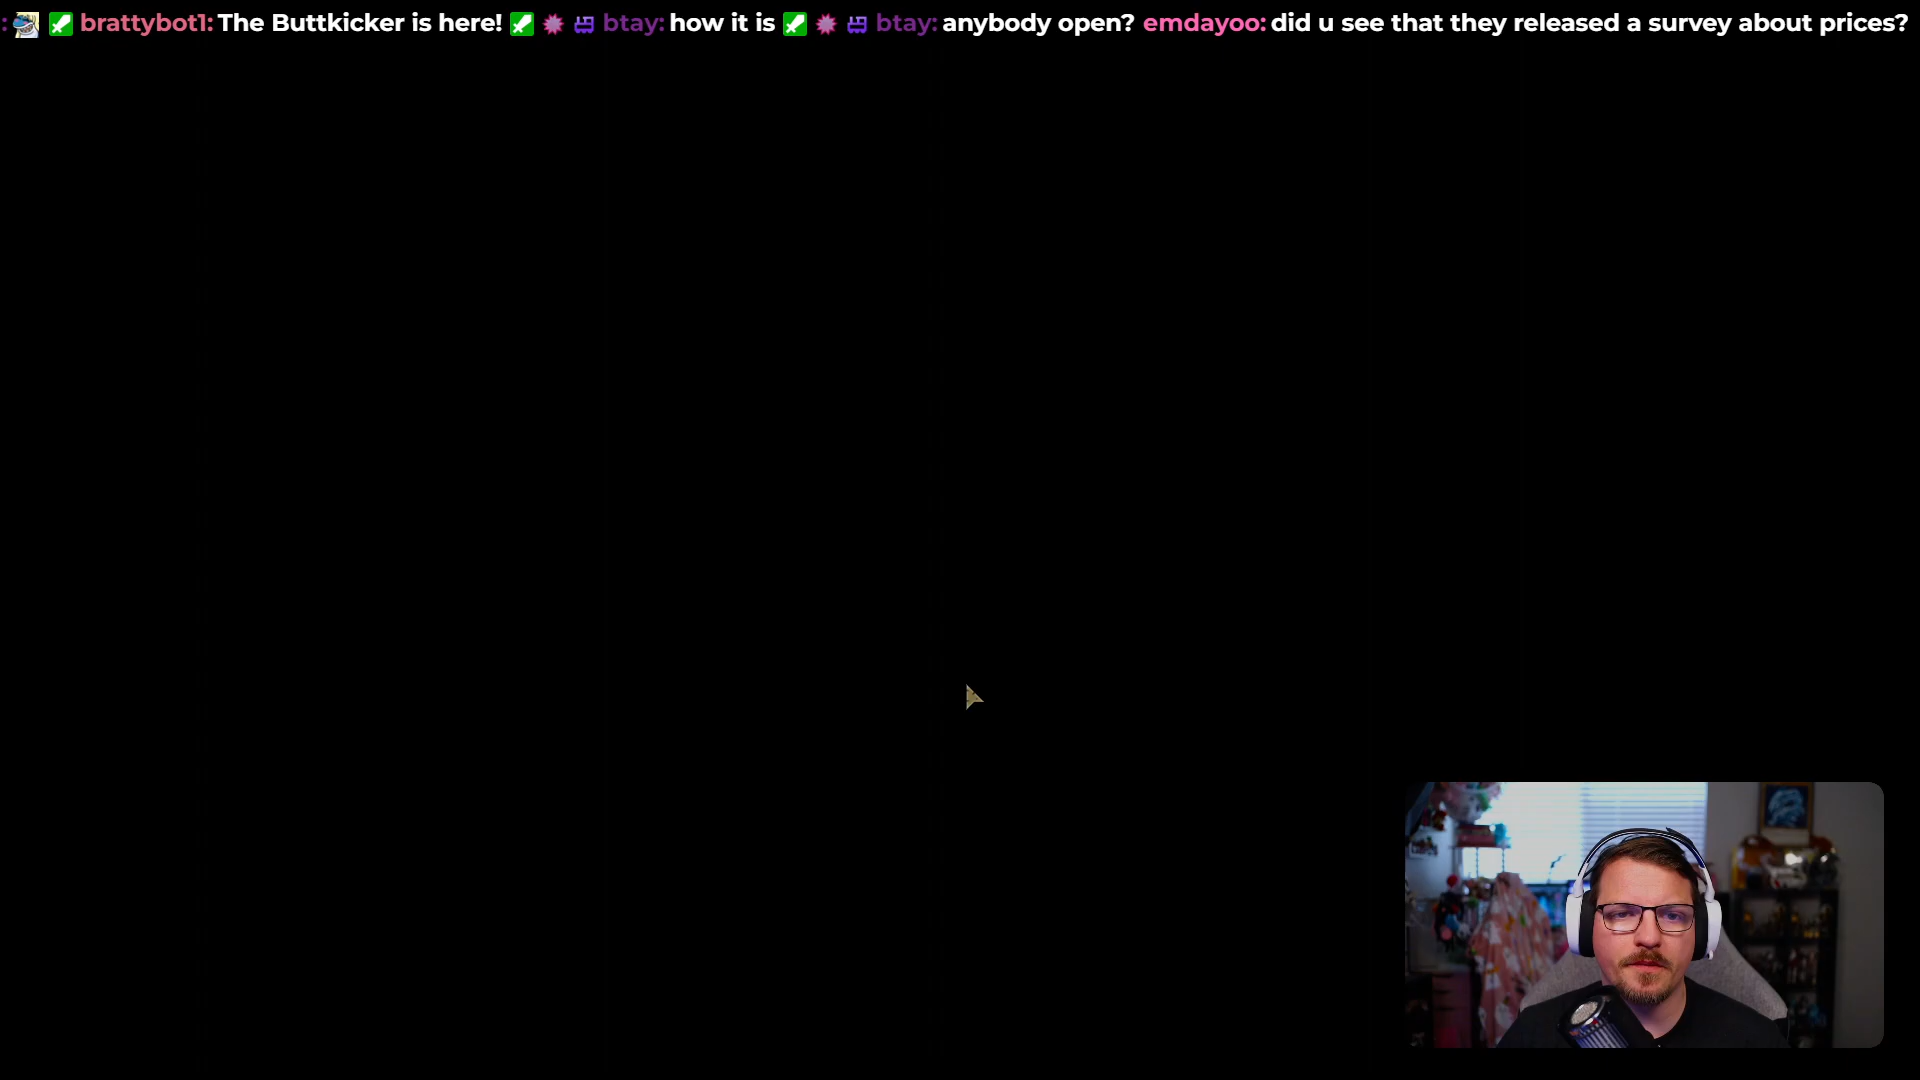 : brattybot1: The Buttkicker is here! btay: how it is btay: anybody open? emdayoo: did u see that they released a survey about prices?